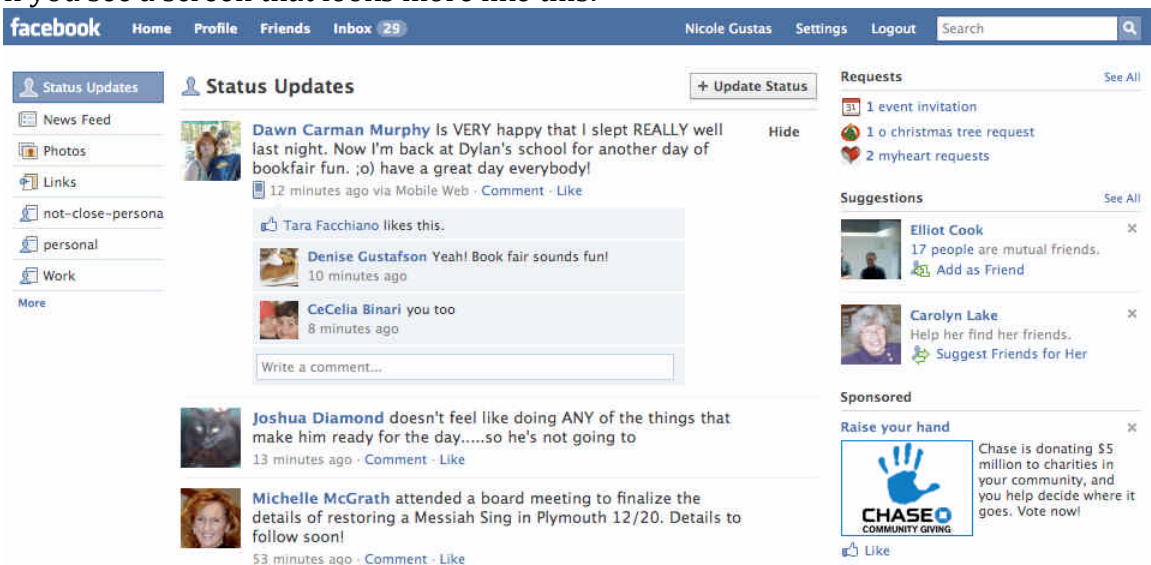 facebook Home Profile Friends Inbox 29 Nicole Gustas Settings Logout Search
Status Updates
News Feed
Photos
Links
not-close-persona
personal
Work
More
Status Updates
+ Update Status
Dawn Carman Murphy Is VERY happy that I slept REALLY well
last night. Now I'm back at Dylan's school for another day of
bookfair fun. ;o) have a great day everybody!
Hide
12 minutes ago via Mobile Web · Comment · Like
Tara Facchiano likes this.
Denise Gustafson Yeah! Book fair sounds fun!
10 minutes ago
CeCelia Binari you too
8 minutes ago
Write a comment...
Joshua Diamond doesn't feel like doing ANY of the things that
make him ready for the day.....so he's not going to
13 minutes ago · Comment · Like
Michelle McGrath attended a board meeting to finalize the
details of restoring a Messiah Sing in Plymouth 12/20. Details to
follow soon!
53 minutes ago · Comment · Like
Requests See All
31
1 event invitation
1 o christmas tree request
2 myheart requests
Suggestions See All
Elliot Cook
17 people are mutual friends.
Add as Friend
Carolyn Lake
Help her find her friends.
Suggest Friends for Her
Sponsored
Raise your hand
CHASE
COMMUNITY GIVING
Chase is donating $5
million to charities in
your community, and
you help decide where it
goes. Vote now!
Like